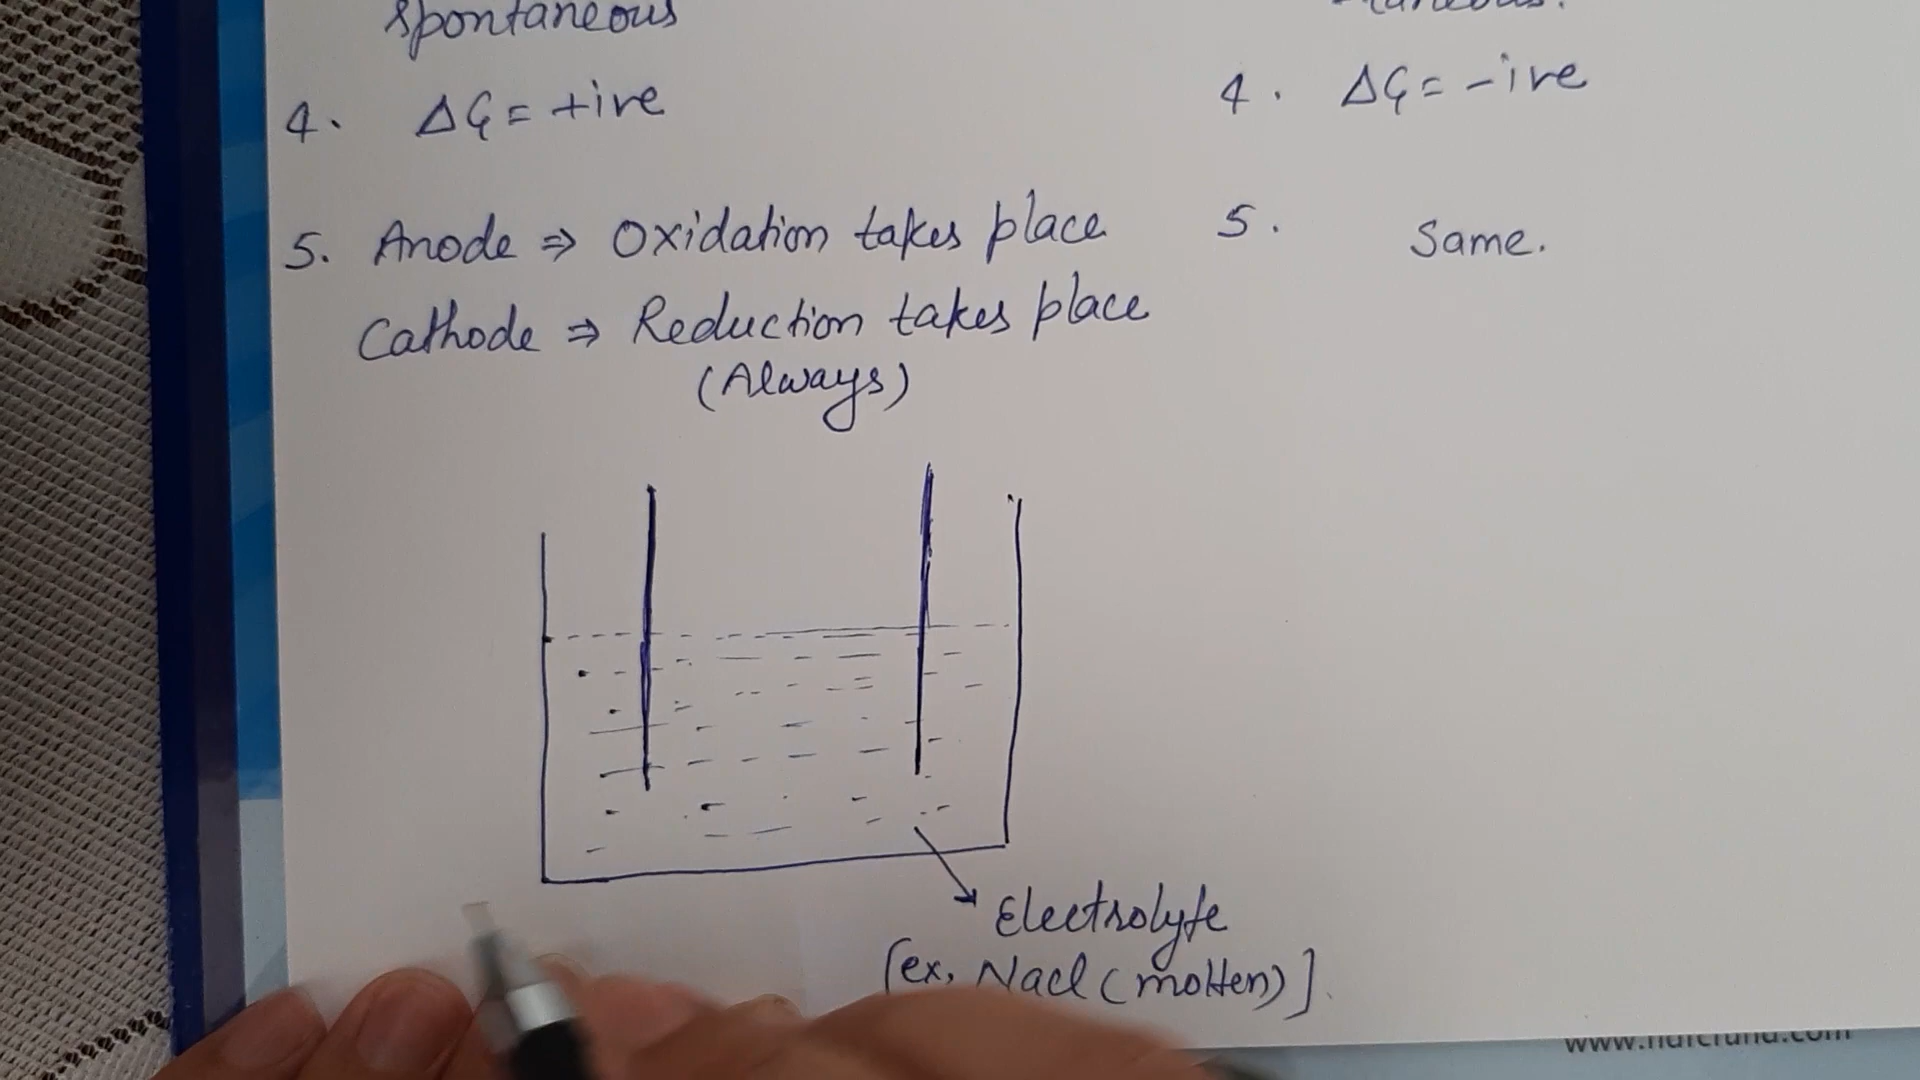 spontaneous
4. ΔG = +ive
5. Anode ⇒ Oxidation takes place
Cathode ⇒ Reduction takes place
(Always)
-taneous.
4. ΔG = -ive
5. Same.
Electrolyte
[ex, Nacl (molten)].